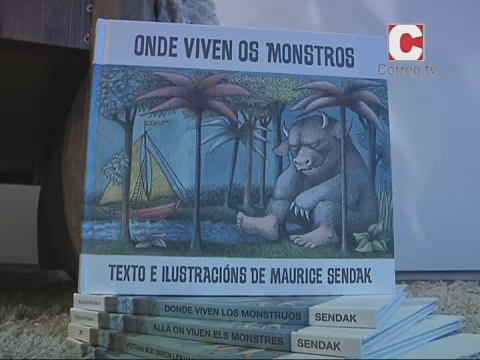 ONDE VIVEN OS MONSTROS
C
Correo tv
TEXTO E ILUSTRACIÓNS DE MAURICE SENDAK
DONDE VIVEN LOS MONSTRUOS SENDAK
ALLÀ ON VIUEN ELS MONSTRES SENDAK